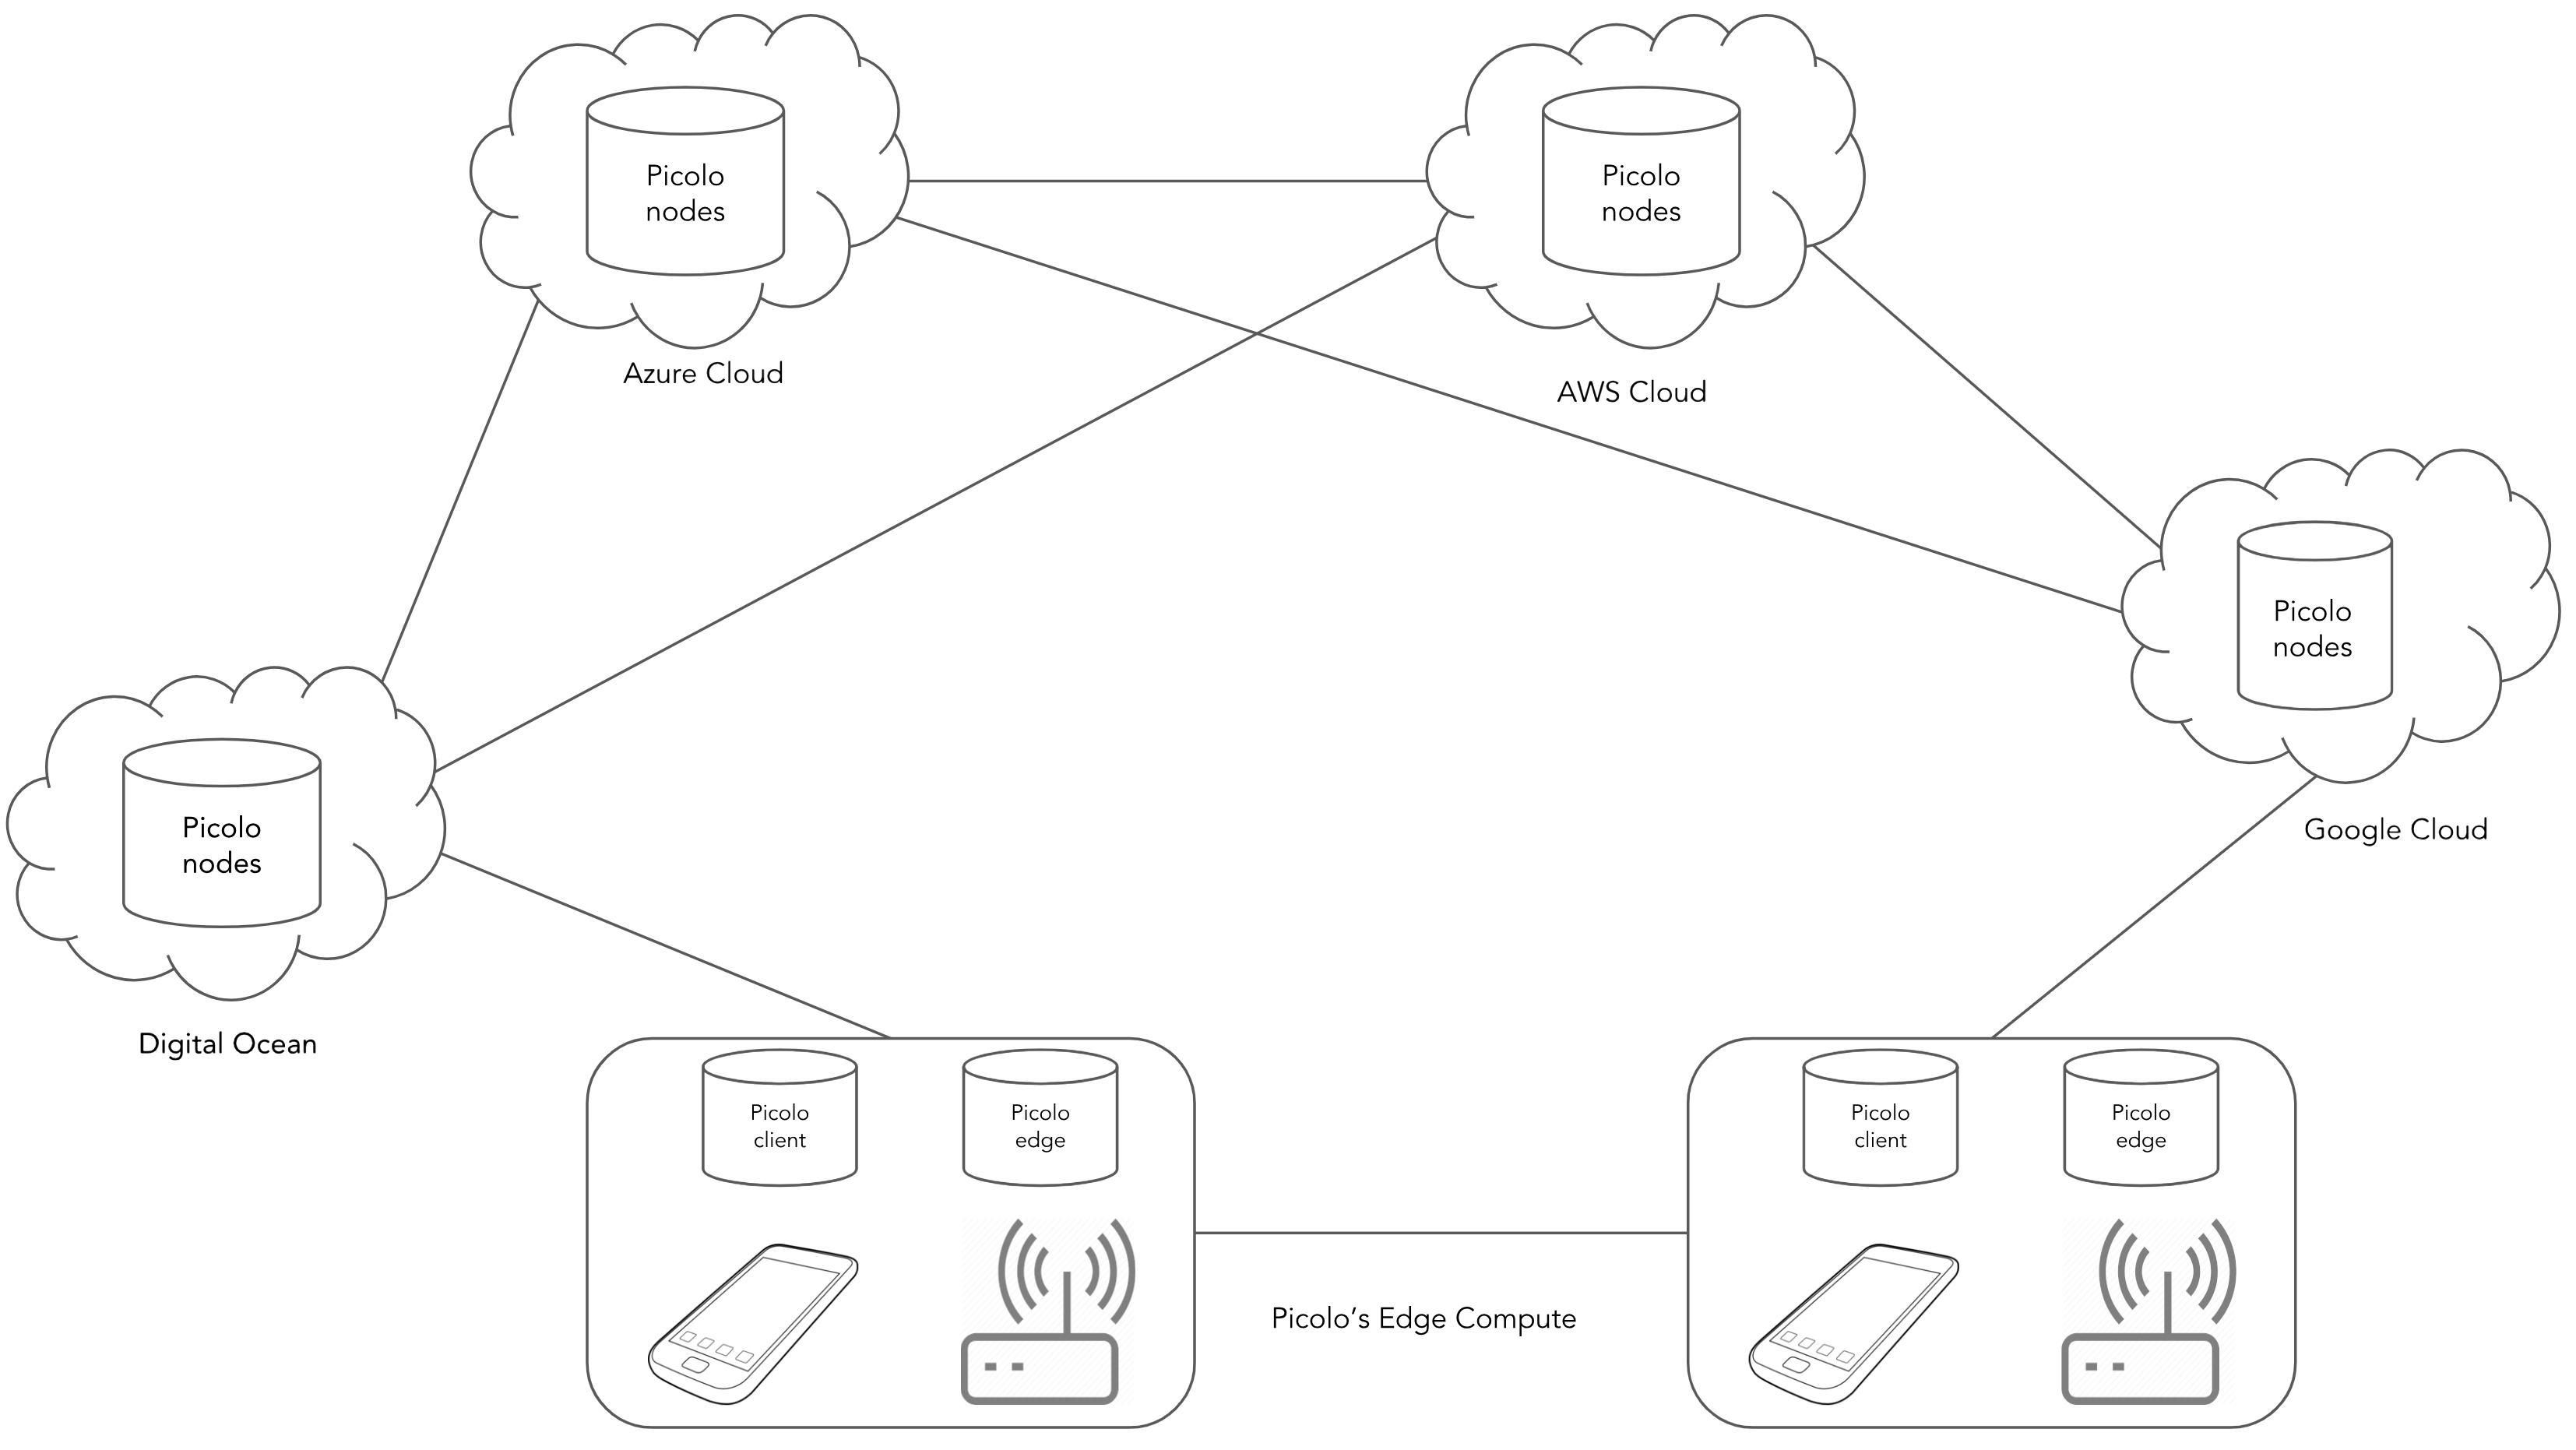 Picolo
nodes
Azure Cloud
Picolo
nodes
AWS Cloud
Picolo
nodes
Google Cloud
Picolo
nodes
Digital Ocean
Picolo
client
Picolo
edge
Picolo’s Edge Compute
Picolo
client
Picolo
edge